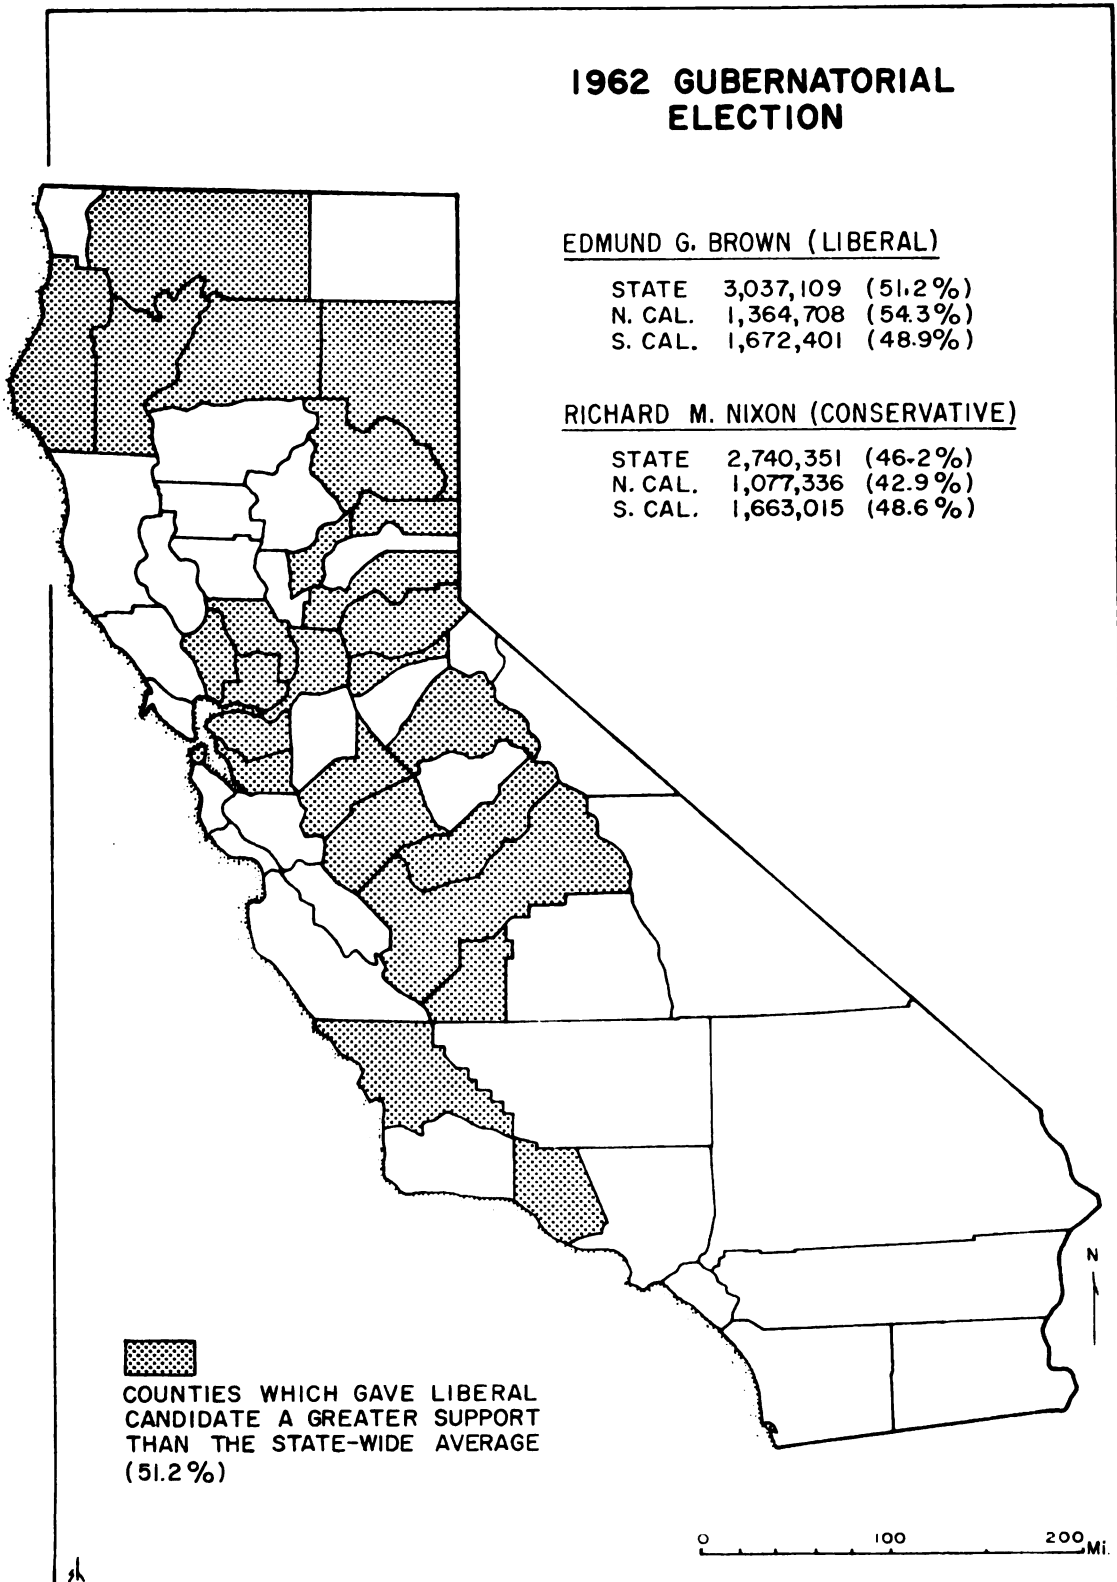 1962 GUBERNATORIAL
ELECTION
EDMUND G. BROWN (LIBERAL)
STATE 3,037,109 (51.2%)
N. CAL. 1,364,708 (54.3%)
S. CAL. 1,672,401 (48.9%)
RICHARD M. NIXON (CONSERVATIVE)
STATE 2,740,351 (46.2%)
N. CAL. 1,077,336 (42.9%)
S. CAL. 1,663,015 (48.6%)
N
COUNTIES WHICH GAVE LIBERAL
CANDIDATE A GREATER SUPPORT
THAN THE STATE-WIDE AVERAGE
(51.2%)
0 100 200 Mi.
sh